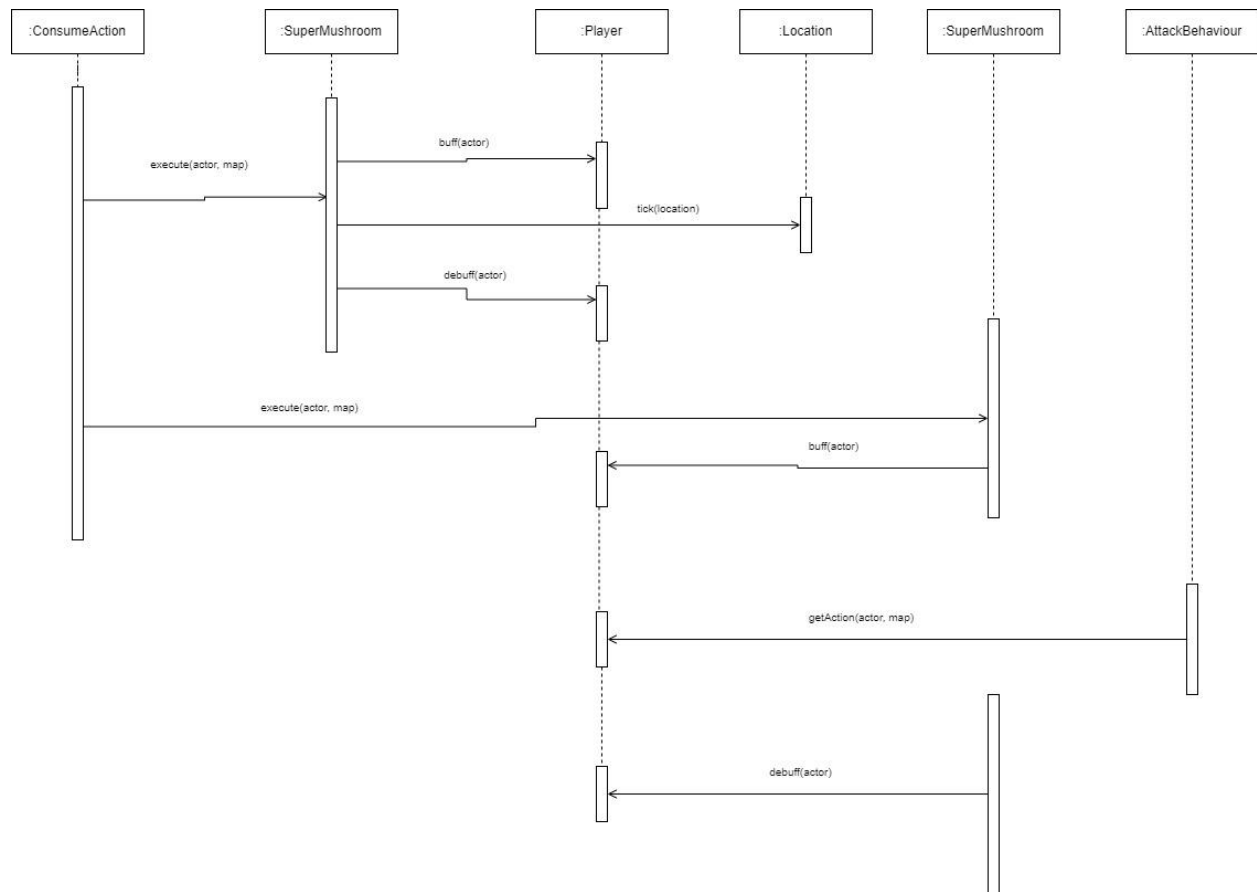 :ConsumeAction
:SuperMushroom
:Player
:Location
:SuperMushroom
:AttackBehaviour
buff(actor)
execute(actor, map)
tick(location)
debuff(actor)
execute(actor, map)
buff(actor)
getAction(actor, map)
debuff(actor)